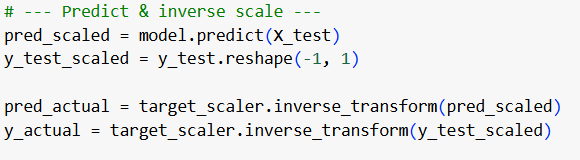 # --- Predict & inverse scale ---
pred_scaled = model.predict(X_test)
y_test_scaled = y_test.reshape(-1, 1)
pred_actual = target_scaler.inverse_transform(pred_scaled)
y_actual = target_scaler.inverse_transform(y_test_scaled)